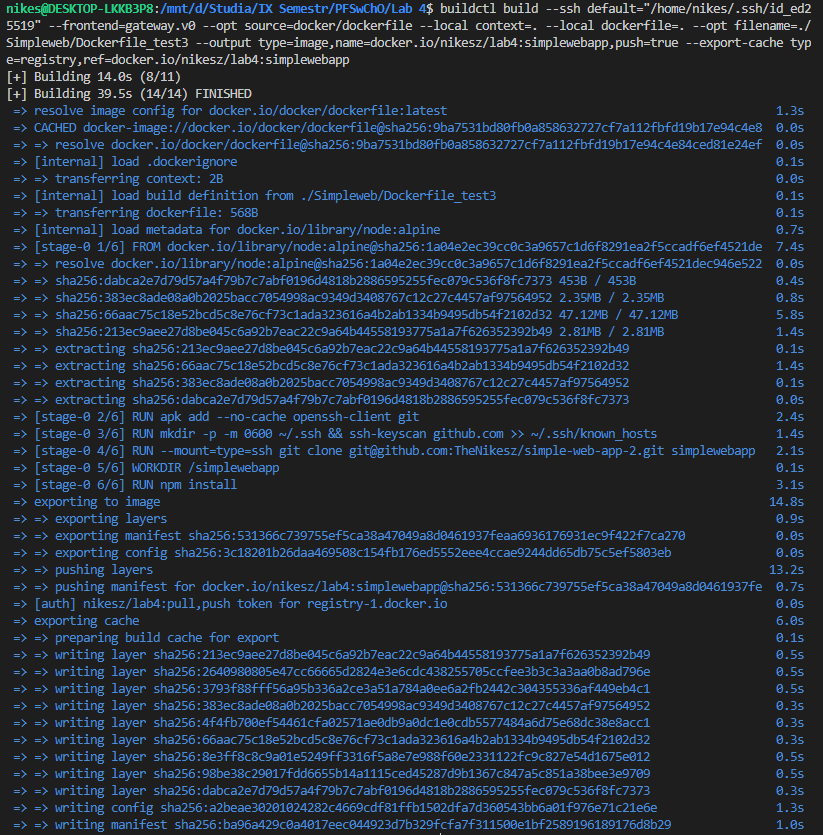 nikes@DESKTOP-LKKB3P8:/mnt/d/Studia/IX Semestr/PFSwChO/Lab 4$ buildctl build --ssh default="/home/nikes/.ssh/id_ed2
5519" --frontend=gateway.v0 --opt source=docker/dockerfile --local context=. --local dockerfile=. --opt filename=./
Simpleweb/Dockerfile_test3 --output type=image,name=docker.io/nikesz/lab4:simplewebapp,push=true --export-cache typ
e=registry,ref=docker.io/nikesz/lab4:simplewebapp
[+] Building 14.0s (8/11)
[+] Building 39.5s (14/14) FINISHED
=> resolve image config for docker.io/docker/dockerfile:latest 1.3s
=> CACHED docker-image://docker.io/docker/dockerfile@sha256:9ba7531bd80fb0a858632727cf7a112fbfd19b17e94c4e8 0.0s
=> => resolve docker.io/docker/dockerfile@sha256:9ba7531bd80fb0a858632727cf7a112fbfd19b17e94c4e84ced81e24ef 0.0s
=> [internal] load .dockerignore 0.1s
=> => transferring context: 2B 0.0s
=> [internal] load build definition from ./Simpleweb/Dockerfile_test3 0.1s
=> => transferring dockerfile: 568B 0.1s
=> [internal] load metadata for docker.io/library/node:alpine 0.7s
=> [stage-0 1/6] FROM docker.io/library/node:alpine@sha256:1a04e2ec39cc0c3a9657c1d6f8291ea2f5ccadf6ef4521de 7.4s
=> => resolve docker.io/library/node:alpine@sha256:1a04e2ec39cc0c3a9657c1d6f8291ea2f5ccadf6ef4521dec946e522 0.0s
=> => sha256:dabca2e7d79d57a4f79b7c7abf0196d4818b2886595255fec079c536f8fc7373 453B / 453B 0.4s
=> => sha256:383ec8ade08a0b2025bacc7054998ac9349d3408767c12c27c4457af97564952 2.35MB / 2.35MB 0.8s
=> => sha256:66aac75c18e52bcd5c8e76cf73c1ada323616a4b2ab1334b9495db54f2102d32 47.12MB / 47.12MB 5.8s
=> => sha256:213ec9aee27d8be045c6a92b7eac22c9a64b44558193775a1a7f626352392b49 2.81MB / 2.81MB 1.4s
=> => extracting sha256:213ec9aee27d8be045c6a92b7eac22c9a64b44558193775a1a7f626352392b49 0.1s
=> => extracting sha256:66aac75c18e52bcd5c8e76cf73c1ada323616a4b2ab1334b9495db54f2102d32 1.4s
=> => extracting sha256:383ec8ade08a0b2025bacc7054998ac9349d3408767c12c27c4457af97564952 0.1s
=> => extracting sha256:dabca2e7d79d57a4f79b7c7abf0196d4818b2886595255fec079c536f8fc7373 0.0s
=> [stage-0 2/6] RUN apk add --no-cache openssh-client git 2.4s
=> [stage-0 3/6] RUN mkdir -p -m 0600 ~/.ssh && ssh-keyscan github.com >> ~/.ssh/known_hosts 1.4s
=> [stage-0 4/6] RUN --mount=type=ssh git clone git@github.com:TheNikesz/simple-web-app-2.git simplewebapp 2.1s
=> [stage-0 5/6] WORKDIR /simplewebapp 0.1s
=> [stage-0 6/6] RUN npm install 3.1s
=> exporting to image 14.8s
=> => exporting layers 0.9s
=> => exporting manifest sha256:531366c739755ef5ca38a47049a8d0461937feaa6936176931ec9f422f7ca270 0.0s
=> => exporting config sha256:3c18201b26daa469508c154fb176ed5552eee4ccae9244dd65db75c5ef5803eb 0.0s
=> => pushing layers 13.2s
=> => pushing manifest for docker.io/nikesz/lab4:simplewebapp@sha256:531366c739755ef5ca38a47049a8d0461937fe 0.7s
=> [auth] nikesz/lab4:pull,push token for registry-1.docker.io 0.0s
=> exporting cache 6.0s
=> => preparing build cache for export 0.1s
=> => writing layer sha256:213ec9aee27d8be045c6a92b7eac22c9a64b44558193775a1a7f626352392b49 0.5s
=> => writing layer sha256:2640980805e47cc66665d2824e3e6cdc438255705ccfee3b3c3a3aa0b8ad796e 0.5s
=> => writing layer sha256:3793f88fff56a95b336a2ce3a51a784a0ee6a2fb2442c304355336af449eb4c1 0.5s
=> => writing layer sha256:383ec8ade08a0b2025bacc7054998ac9349d3408767c12c27c4457af97564952 0.3s
=> => writing layer sha256:4f4fb700ef54461cfa02571ae0db9a0dc1e0cdb5577484a6d75e68dc38e8acc1 0.3s
=> => writing layer sha256:66aac75c18e52bcd5c8e76cf73c1ada323616a4b2ab1334b9495db54f2102d32 0.3s
=> => writing layer sha256:8e3ff8c8c9a01e5249ff3316f5a8e7e988f60e2331122fc9c827e54d1675e012 0.5s
=> => writing layer sha256:98be38c29017fdd6655b14a1115ced45287d9b1367c847a5c851a38bee3e9709 0.5s
=> => writing layer sha256:dabca2e7d79d57a4f79b7c7abf0196d4818b2886595255fec079c536f8fc7373 0.3s
=> => writing config sha256:a2beae30201024282c4669cdf81ffb1502dfa7d360543bb6a01f976e71c21e6e 1.3s
=> => writing manifest sha256:ba96a429c0a4017eec044923d7b329fcfa7f311500e1bf2589196189176d8b29 1.0s